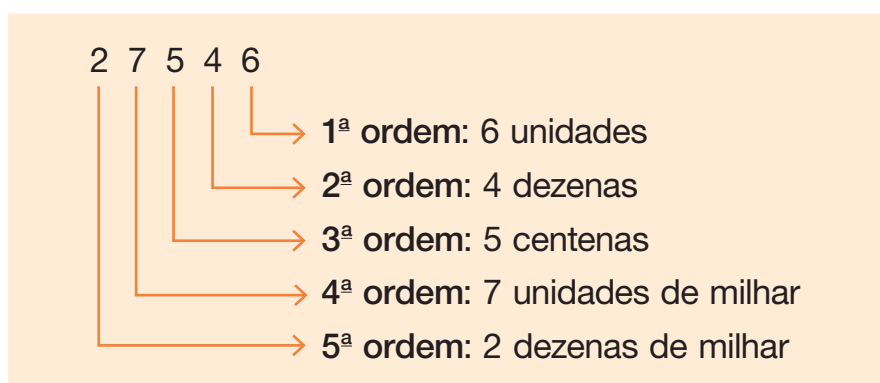 2 7 5 4 6
1ª ordem: 6 unidades
2ª ordem: 4 dezenas
3ª ordem: 5 centenas
4ª ordem: 7 unidades de milhar
5ª ordem: 2 dezenas de milhar